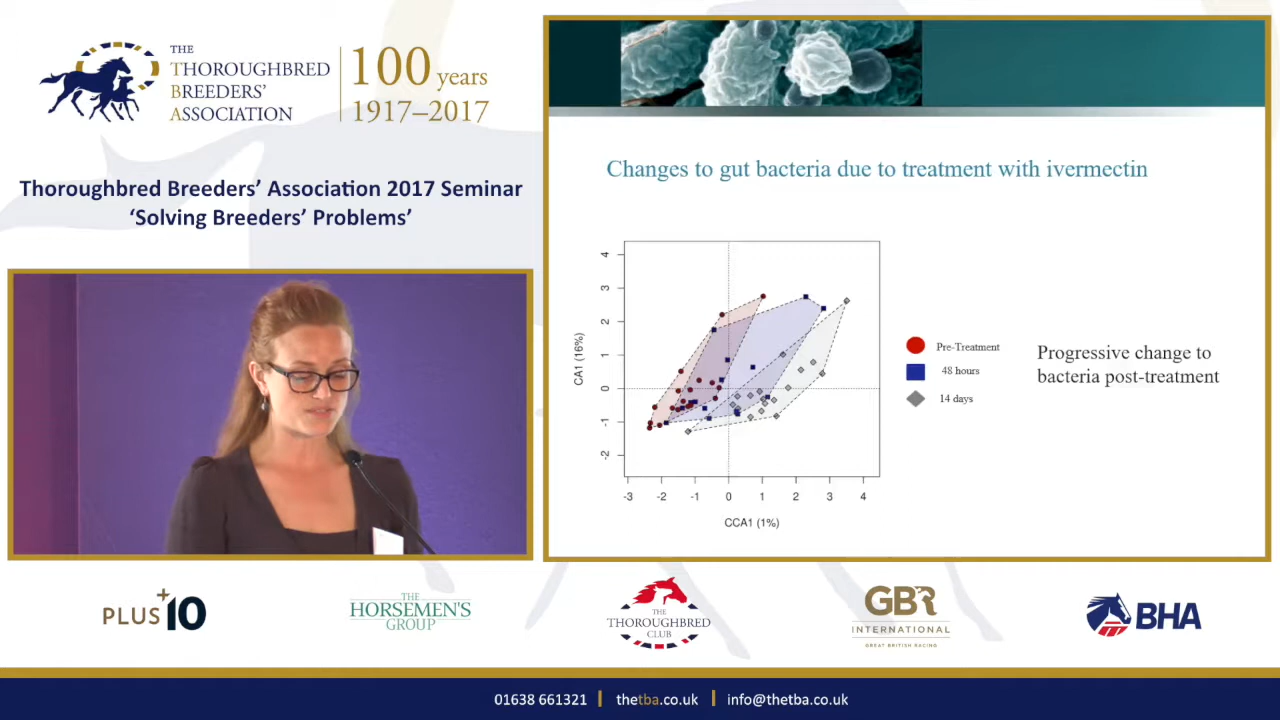 THE
THOROUGHBRED
BREEDERS'
ASSOCIATION
100 years
1917–2017
Thoroughbred Breeders' Association 2017 Seminar
'Solving Breeders' Problems'
Changes to gut bacteria due to treatment with ivermectin
CA1 (16%)
4
3
2
1
0
-1
-2
-3
-2
-1
0
1
2
3
4
CCA1 (1%)
Pre-Treatment
48 hours
14 days
Progressive change to
bacteria post-treatment
PLUS+10
THE
HORSEMEN'S
GROUP
THE
THOROUGHBRED
CLUB
GBR
INTERNATIONAL
GREAT BRITISH RACING
BHA
01638 661321 | thetba.co.uk | info@thetba.co.uk